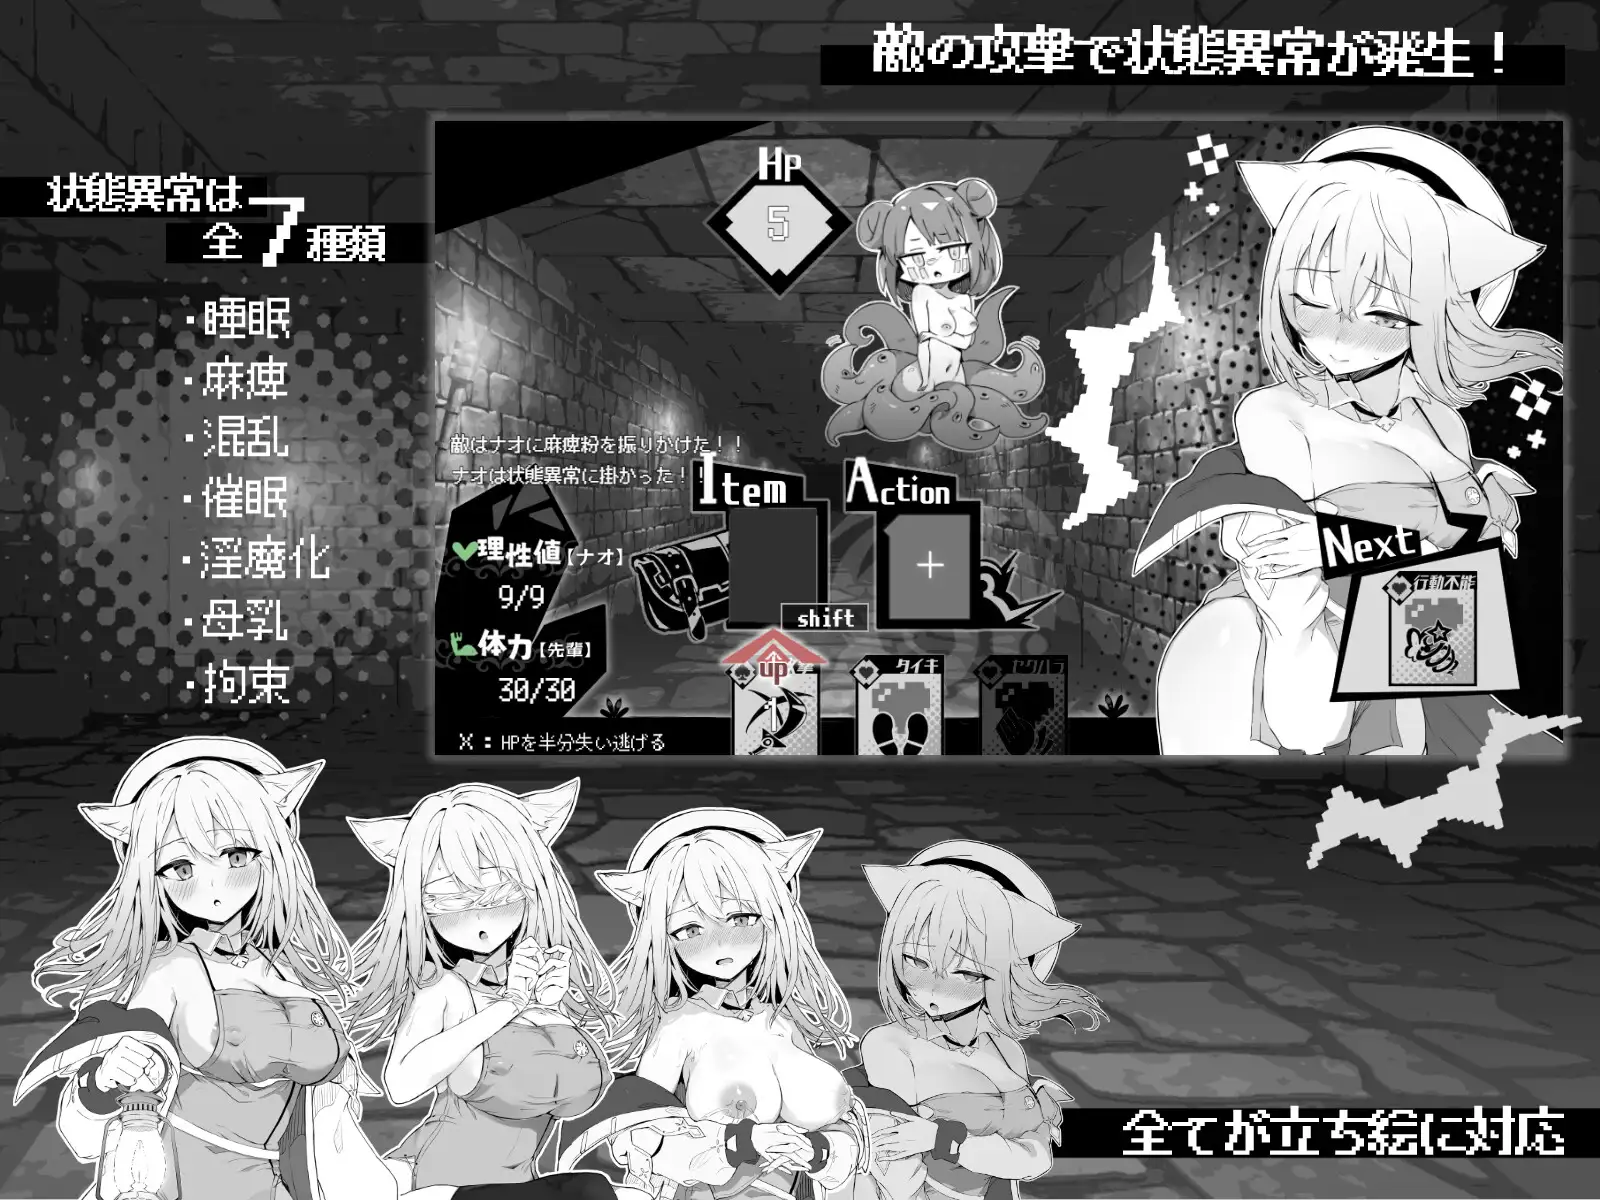 敵の攻撃で状態異常が発生！
状態異常は
全7種類
・睡眠
・麻痺
・混乱
・催眠
・淫魔化
・母乳
・拘束
Hp
5
敵はナオに麻痺粉を振りかけた！！
ナオは状態異常に掛かった！！
Item
Action
理性値【ナオ】
9/9
+
shift
体力【先輩】
30/30
up
1
タイキ
セクハラ
X：HPを半分失い逃げる
Next
行動不能
全てが立ち絵に対応